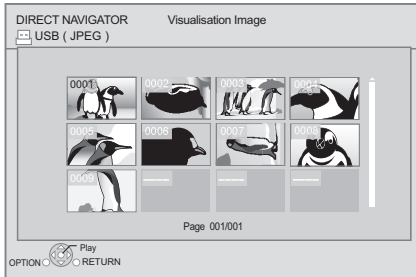 DIRECT NAVIGATOR Visualisation Image
USB ( JPEG )
0001 0002 0003 0004
0005 0006 0007 0008
0009 ---- ---- ----
Page 001/001
Play
OPTION RETURN